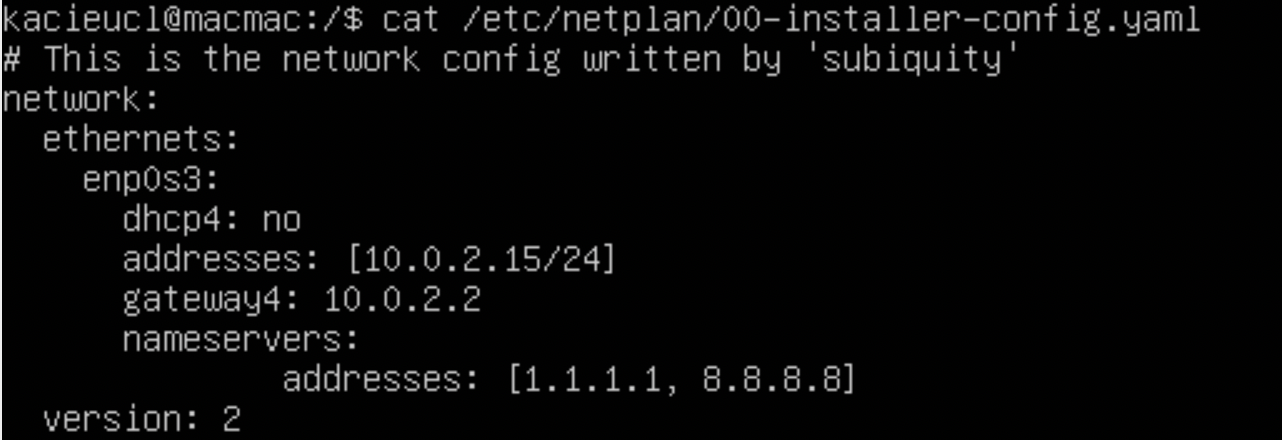 kacieucl@macmac:/$ cat /etc/netplan/00-installer-config.yaml
# This is the network config written by 'subiquity'
network:
  ethernets:
    enp0s3:
      dhcp4: no
      addresses: [10.0.2.15/24]
      gateway4: 10.0.2.2
      nameservers:
              addresses: [1.1.1.1, 8.8.8.8]
  version: 2